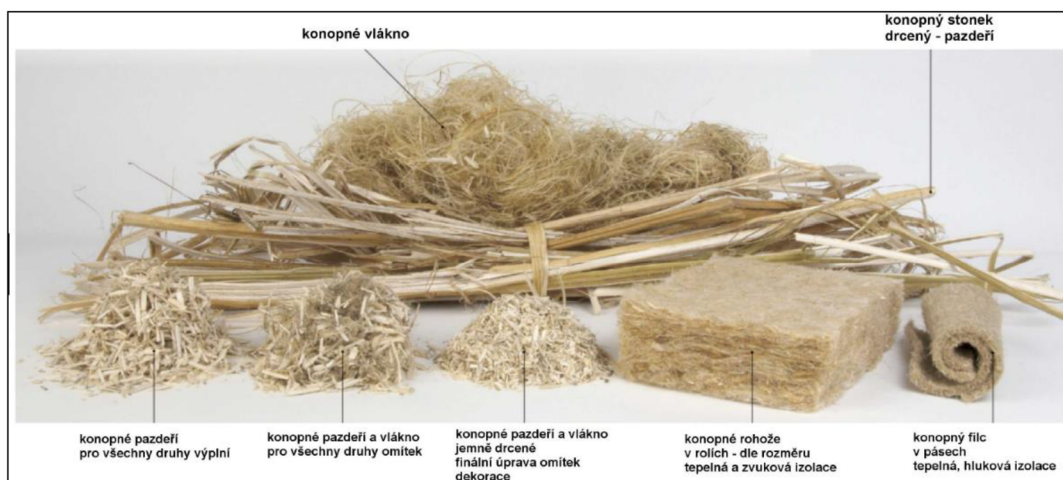 konopné vlákno
konopný stonek
drcený - pazdeří
konopné pazdeří
pro všechny druhy výplní
konopné pazdeří a vlákno
pro všechny druhy omítek
konopné pazdeří a vlákno
jemně drcené
finální úprava omítek
dekorace
konopné rohože
v rolích - dle rozměru
tepelná a zvuková izolace
konopný filc
v pásech
tepelná, hluková izolace